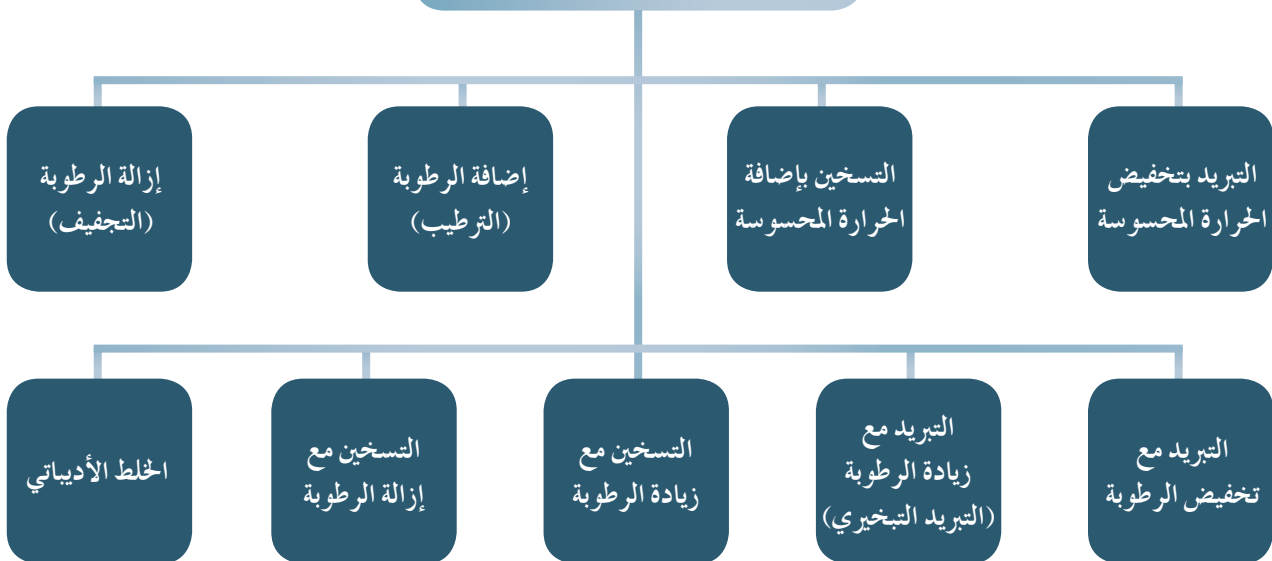 التبريد بتخفيض
الحرارة المحسوسة
التسخين بإضافة
الحرارة المحسوسة
إضافة الرطوبة
(الترطيب)
إزالة الرطوبة
(التجفيف)
التبريد مع
تخفيض الرطوبة
التبريد مع
زيادة الرطوبة
(التبريد التبخيري)
التسخين مع
زيادة الرطوبة
التسخين مع
إزالة الرطوبة
الخلط الأديباتي